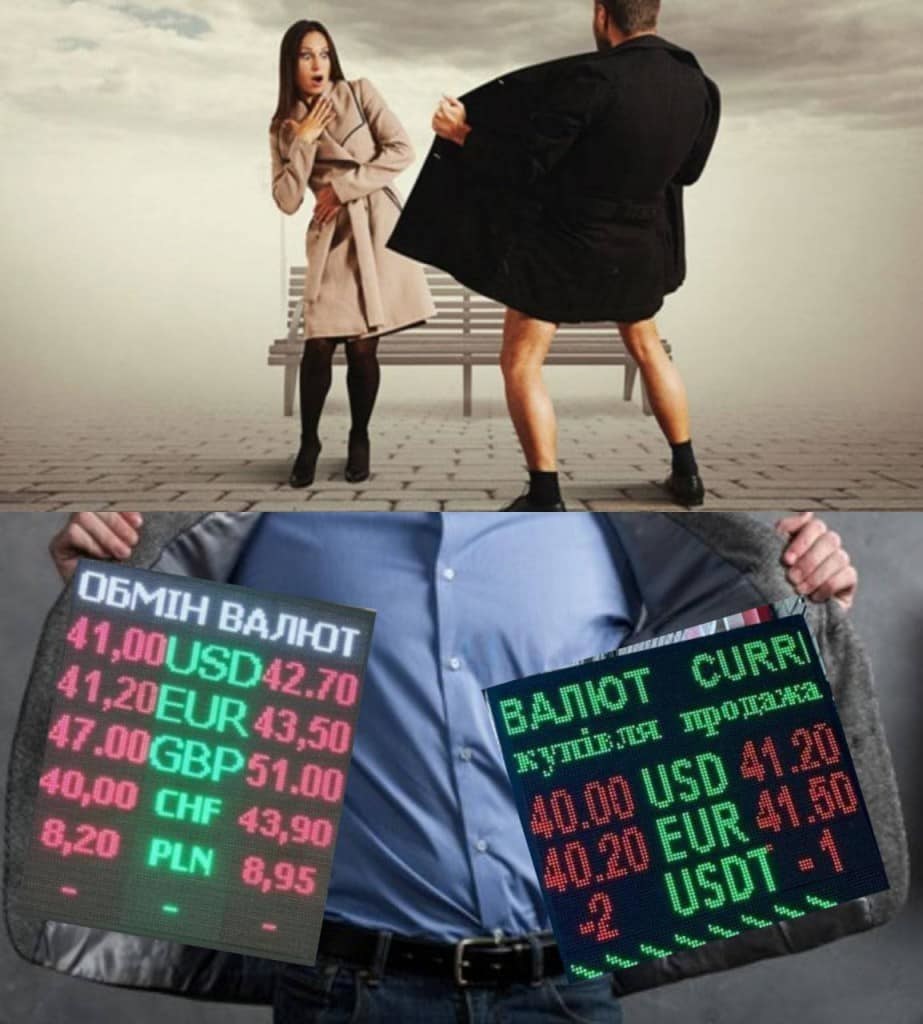 ОБМІН ВАЛЮТ
41,00 USD 42.70
41,20 EUR 43,50
47.00 GBP 51.00
40,00 CHF 43,90
8,20 PLN 8,95
- - -
ВАЛЮТ CURR
купівля продажа
40.00 USD 41.20
40.20 EUR 41.50
-2 USDT -1